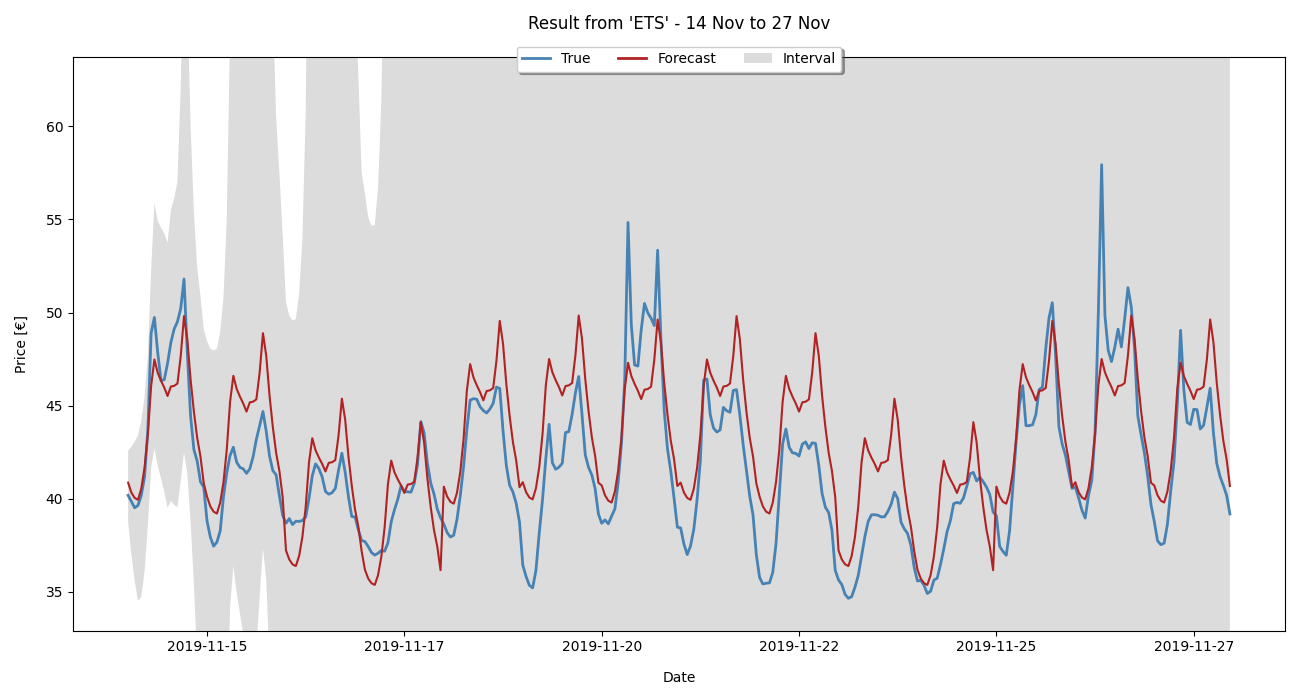 Result from 'ETS' - 14 Nov to 27 Nov
True Forecast Interval
60
55
50
45
40
35
Price [€]
2019-11-15 2019-11-17 2019-11-20 2019-11-22 2019-11-25 2019-11-27
Date